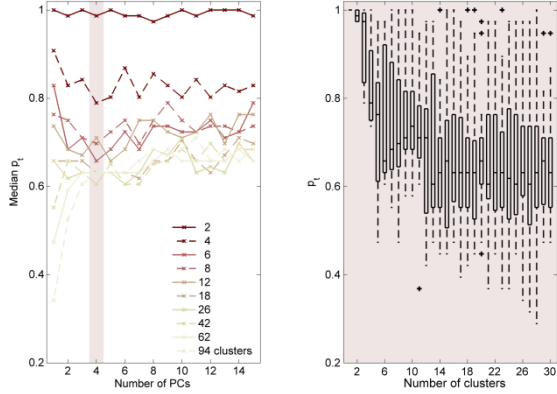 1
0.8
0.6
0.4
0.2
Median pt
2 4 6 8 10 12 14
Number of PCs
2
4
6
8
12
18
26
42
62
94 clusters
1
0.8
0.6
0.4
0.2
pt
2 6 10 14 18 22 26 30
Number of clusters